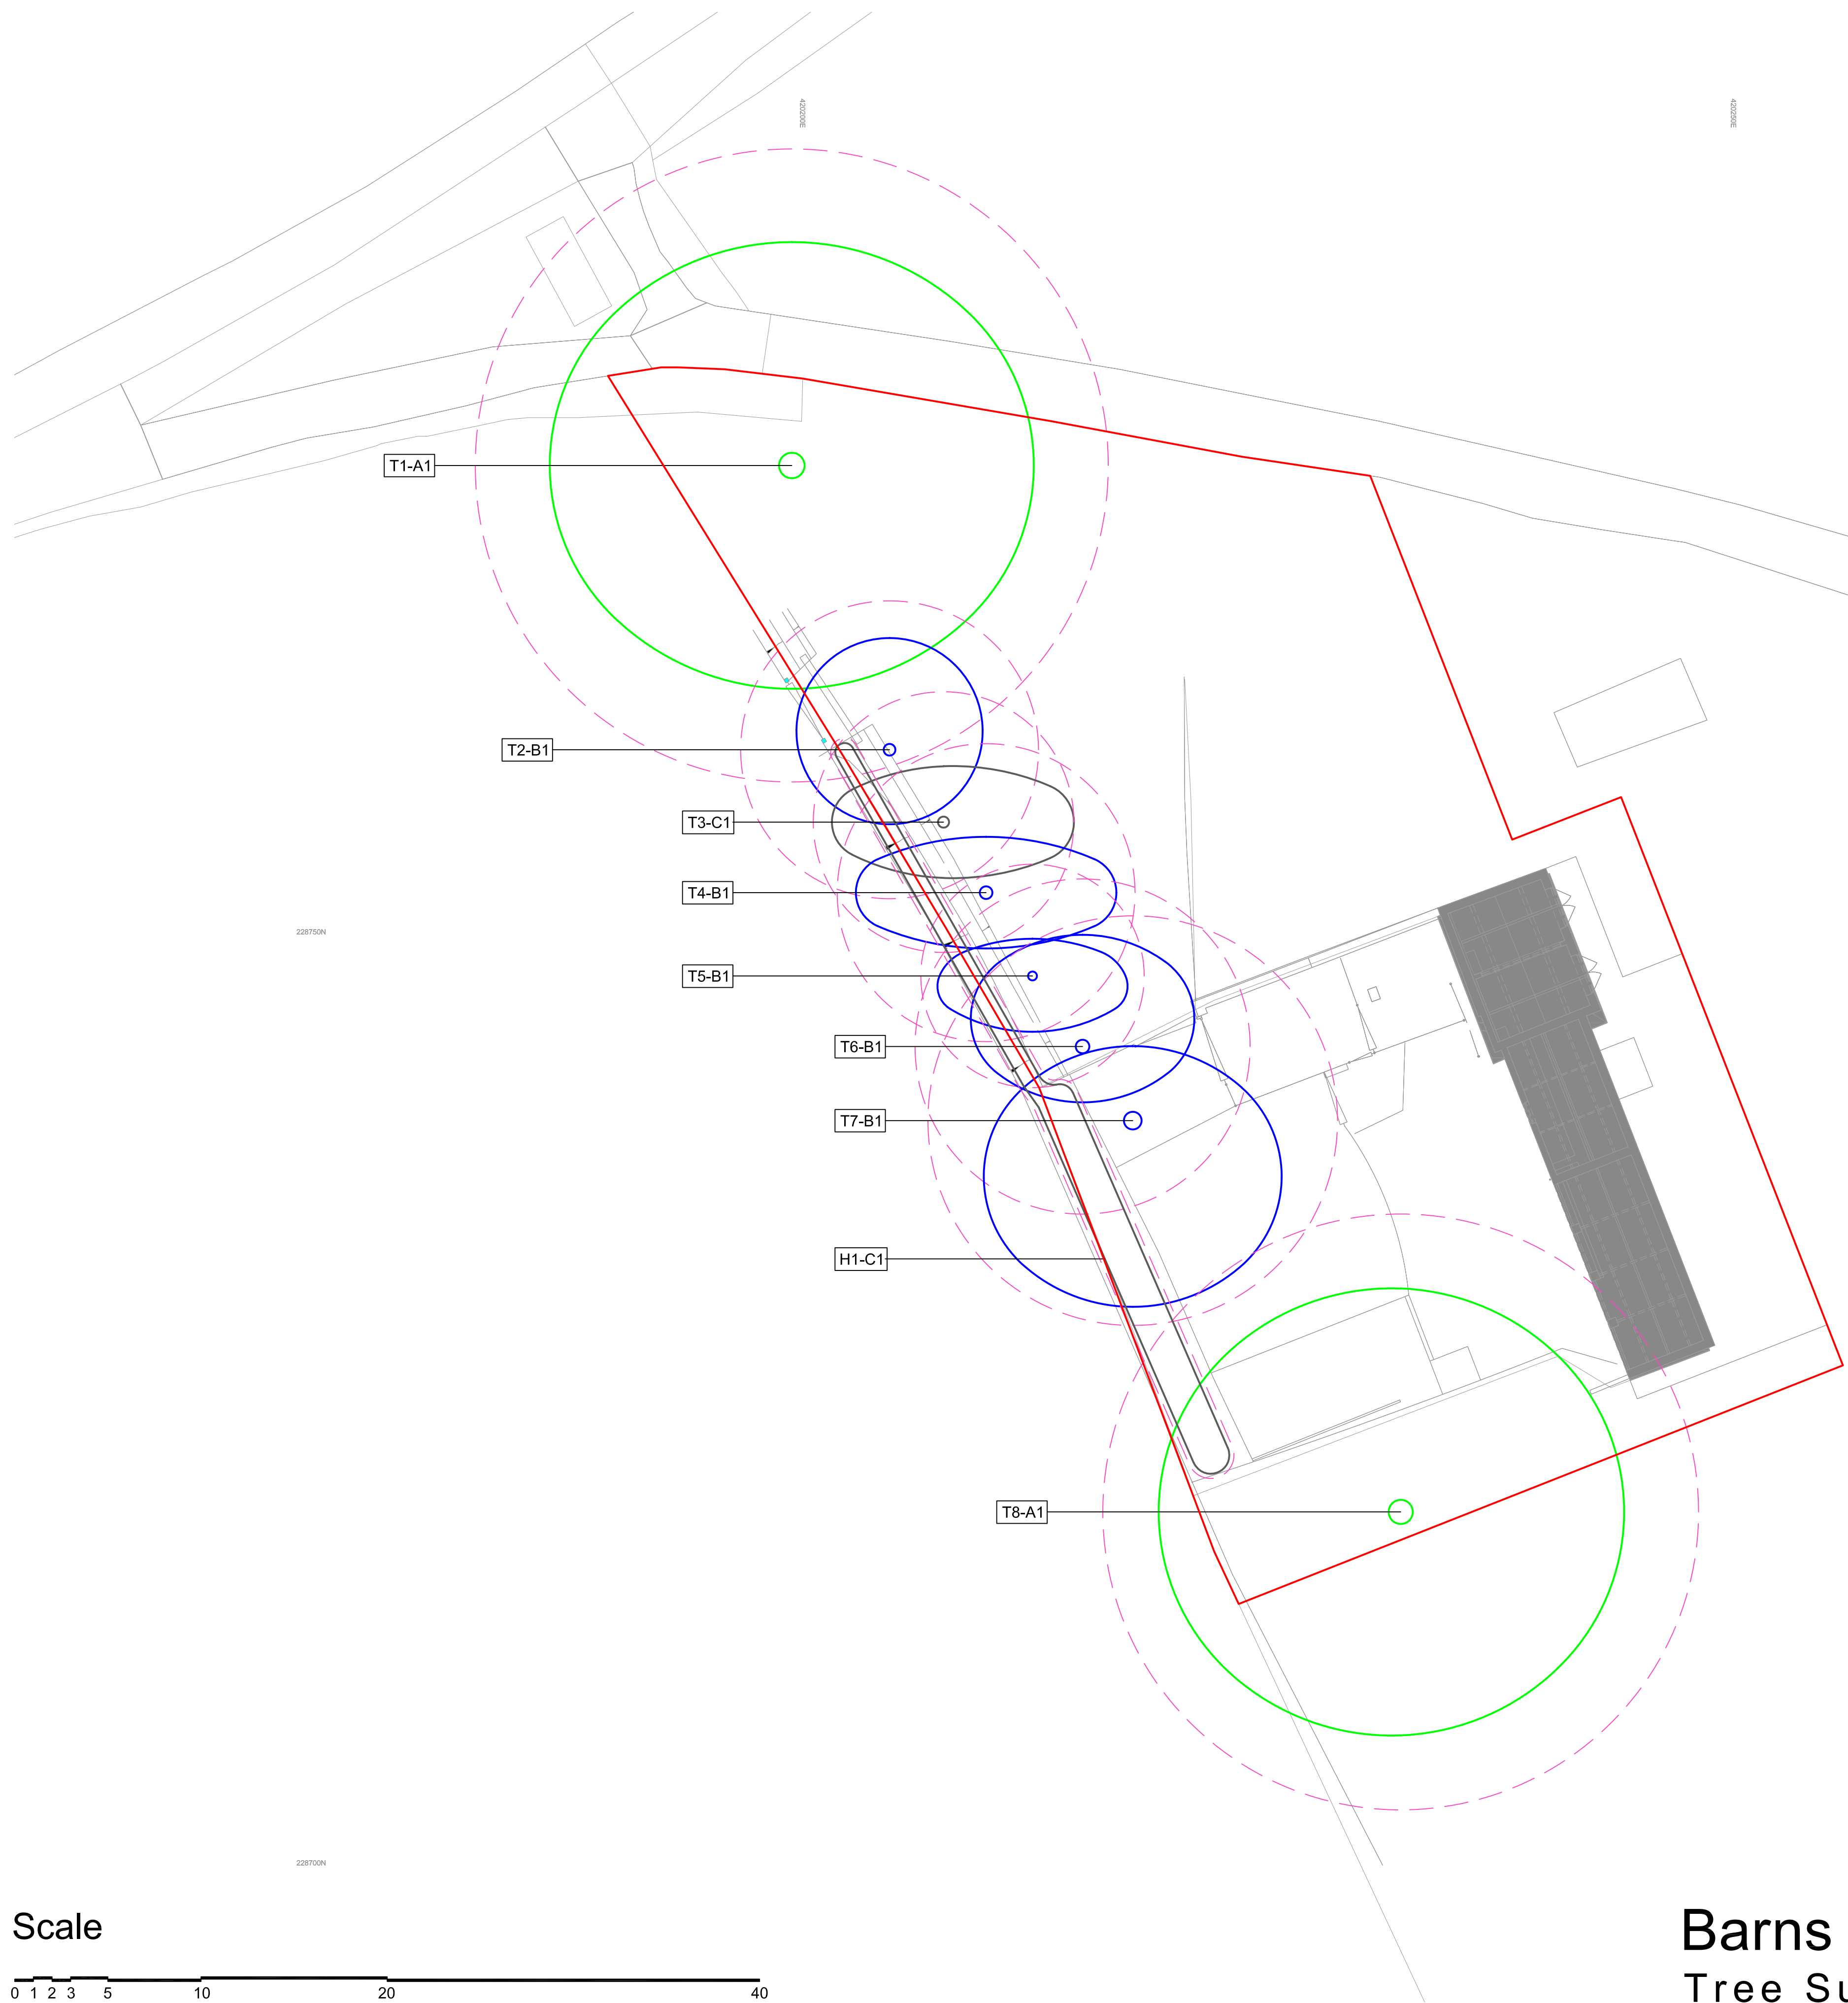 420200E
420250E
T1-A1
T2-B1
T3-C1
T4-B1
228750N
T5-B1
T6-B1
T7-B1
H1-C1
T8-A1
228700N
Scale
0 1 2 3 5 10 20 40
Barns
Tree Su